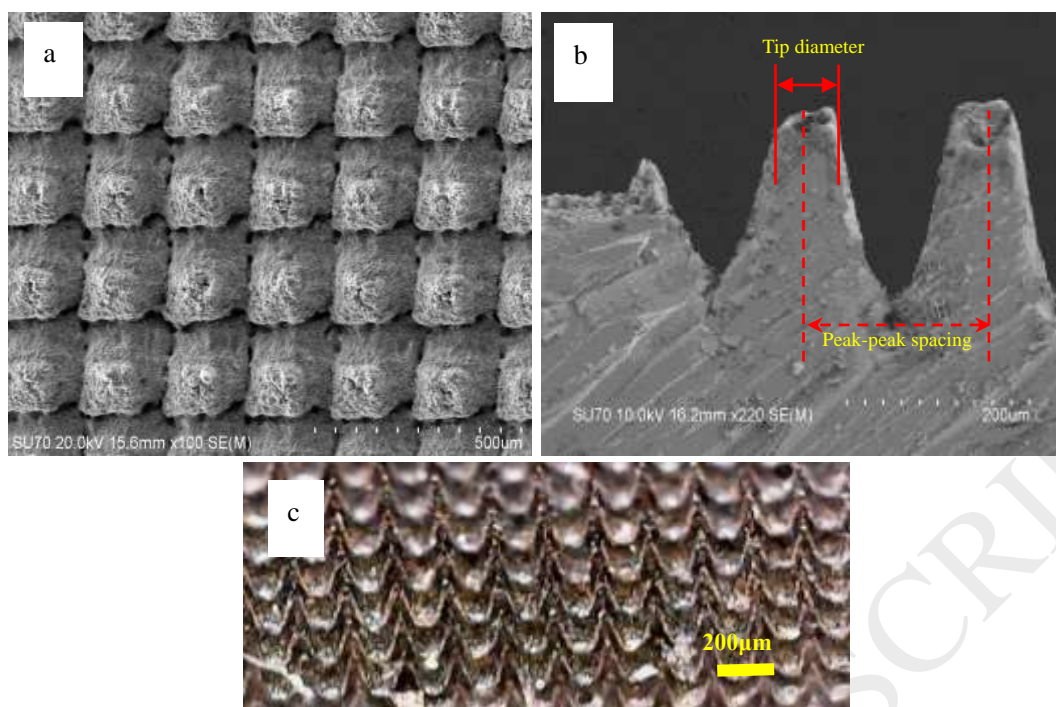 a
SU70 20.0kV 15.6mm x100 SE(M)
500um
b
Tip diameter
Peak-peak spacing
SU70 10.0kV 16.2mm x220 SE(M)
200um
c
200µm
SCRI